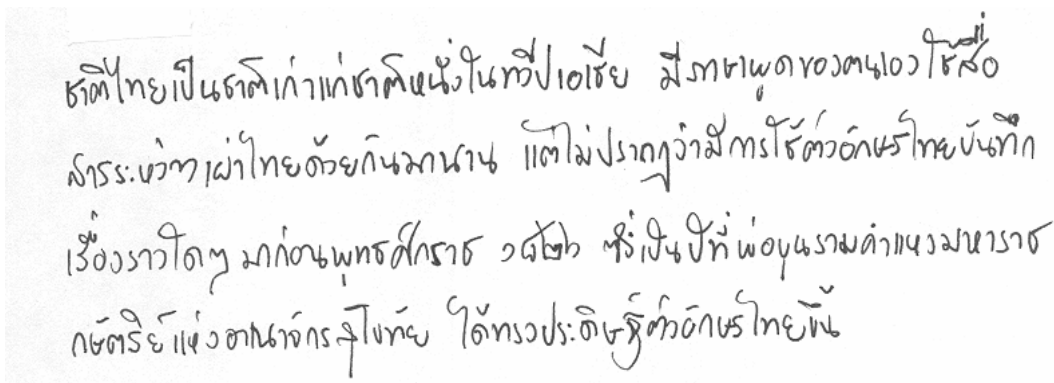 ชาติไทยเป็นชาติเก่าแก่ชาติหนึ่งในทวีปเอเชีย มีภาษาพูดของตนเองใช้สื่อ
สารระหว่างเผ่าไทยด้วยกันมานาน แต่ไม่ปรากฏว่ามีการใช้ตัวอักษรไทยบันทึก
เรื่องราวใดๆ มาก่อนพุทธศักราช ๑๘๒๖ ซึ่งเป็นปีที่พ่อขุนรามคำแหงมหาราช
กษัตริย์แห่งอาณาจักรสุโขทัย ได้ทรงประดิษฐ์ตัวอักษรไทยขึ้น